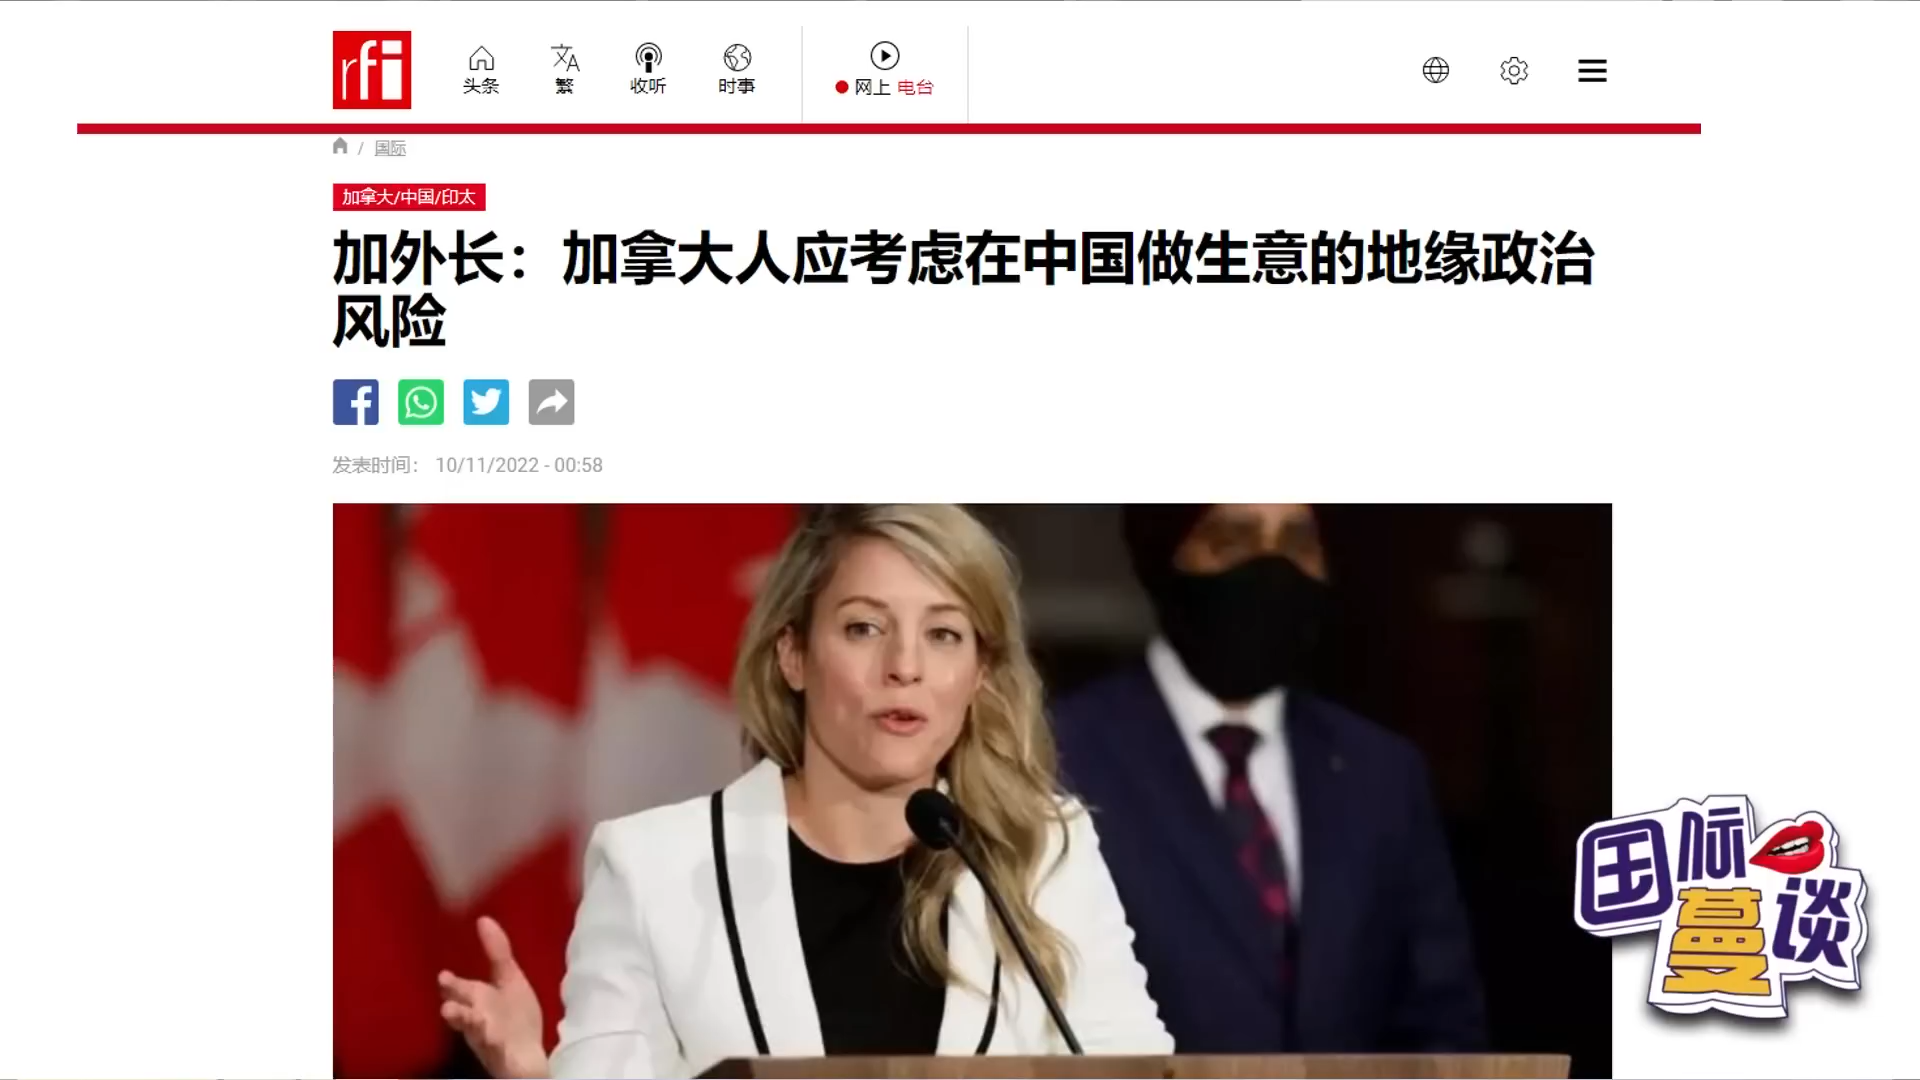 rfi
头条
繁
收听
时事
网上 电台
/ 国际
加拿大/中国/印太
加外长：加拿大人应考虑在中国做生意的地缘政治
风险
发表时间： 10/11/2022 - 00:58
国际
蔓谈